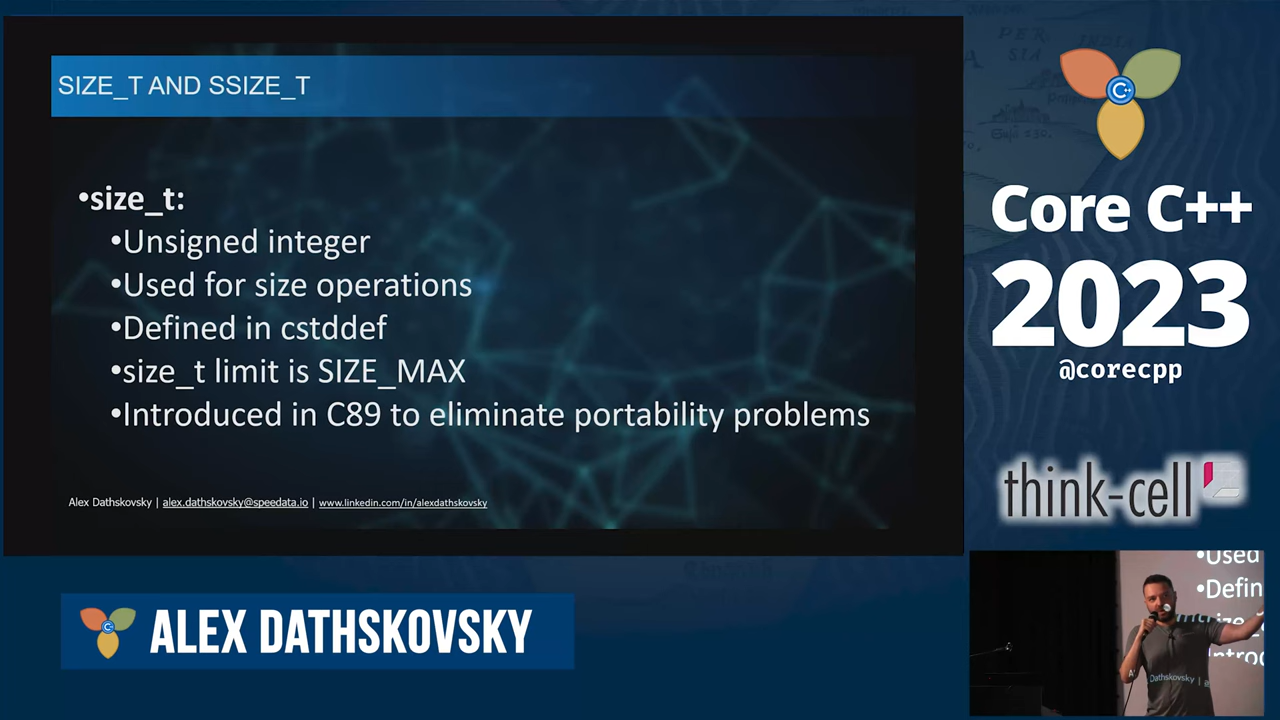 SIZE_T AND SSIZE_T
•size_t:
•Unsigned integer
•Used for size operations
•Defined in cstddef
•size_t limit is SIZE_MAX
•Introduced in C89 to eliminate portability problems
Alex Dathskovsky | alex.dathskovsky@speedata.io | www.linkedin.com/in/alexdathskovsky
C++
Core C++
2023
@corecpp
think-cell
ALEX DATHSKOVSKY
•Used
•Defin
Dathskovsky |